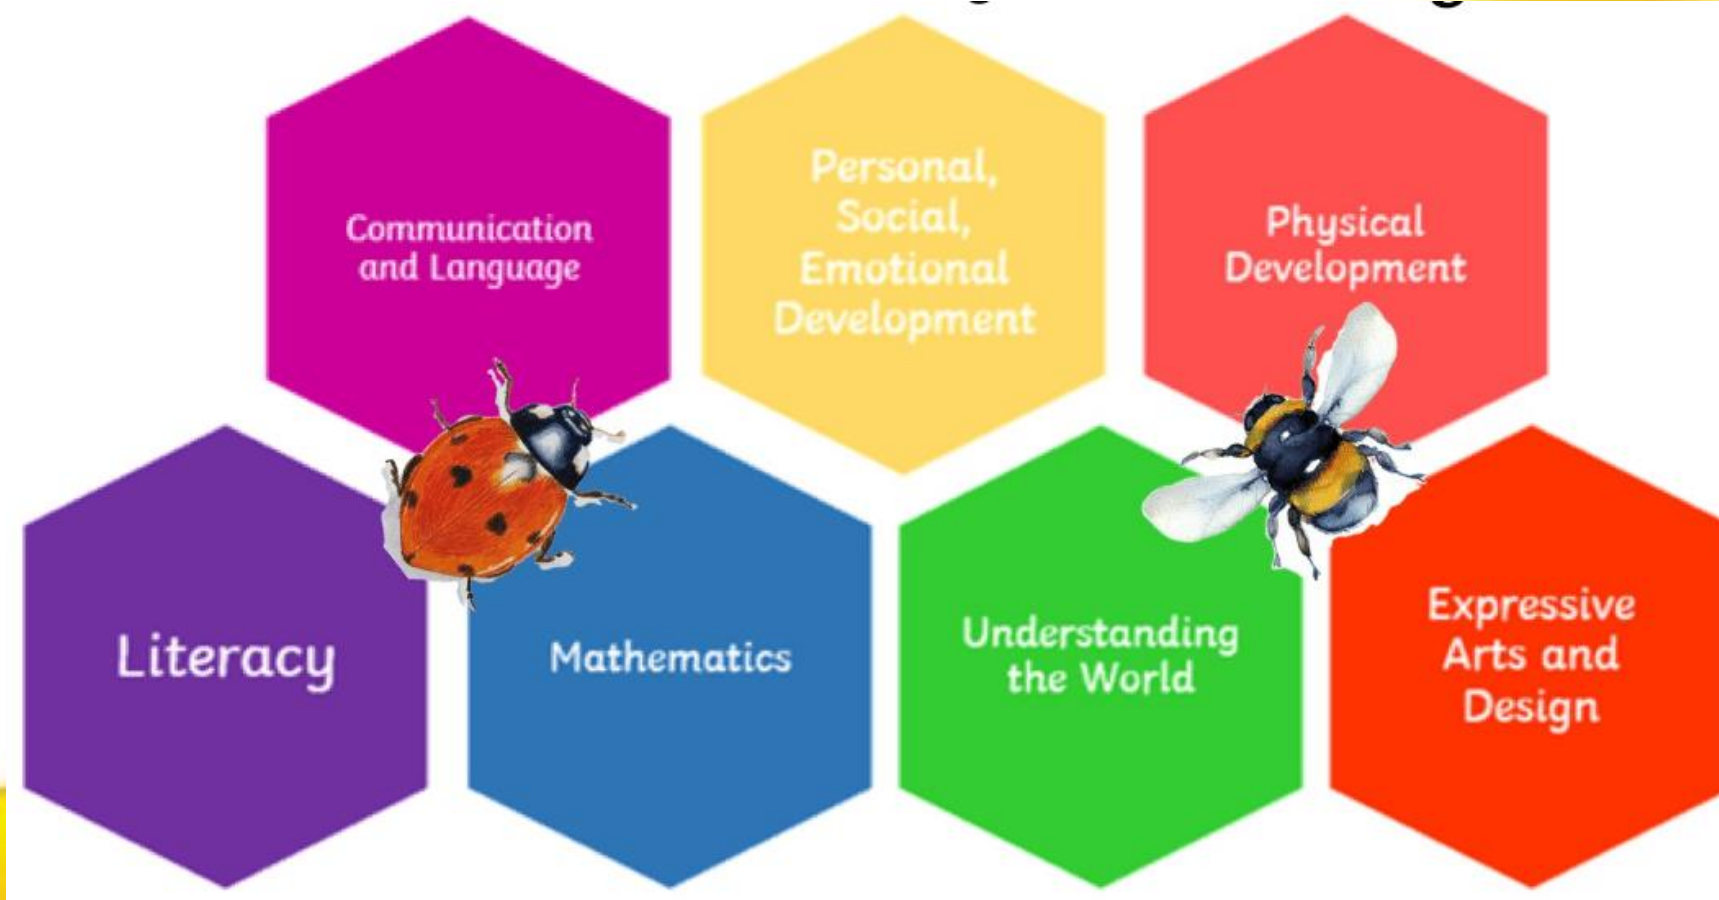 Communication
and Language
Personal,
Social,
Emotional
Development
Physical
Development
Literacy
Mathematics
Understanding
the World
Expressive
Arts and
Design